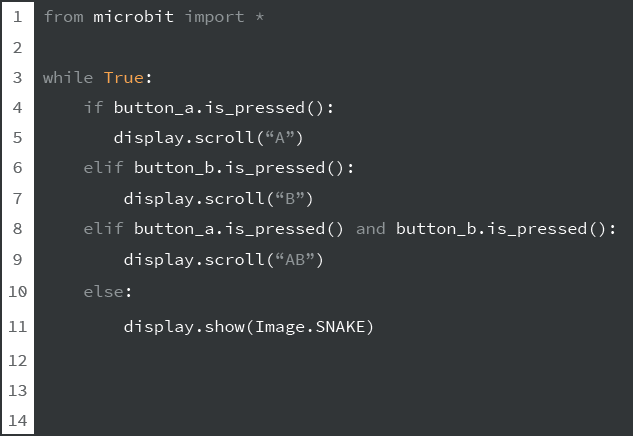 1 from microbit import *
2
3 while True:
4     if button_a.is_pressed():
5        display.scroll(“A”)
6     elif button_b.is_pressed():
7         display.scroll(“B”)
8     elif button_a.is_pressed() and button_b.is_pressed():
9         display.scroll(“AB”)
10     else:
11         display.show(Image.SNAKE)
12
13
14